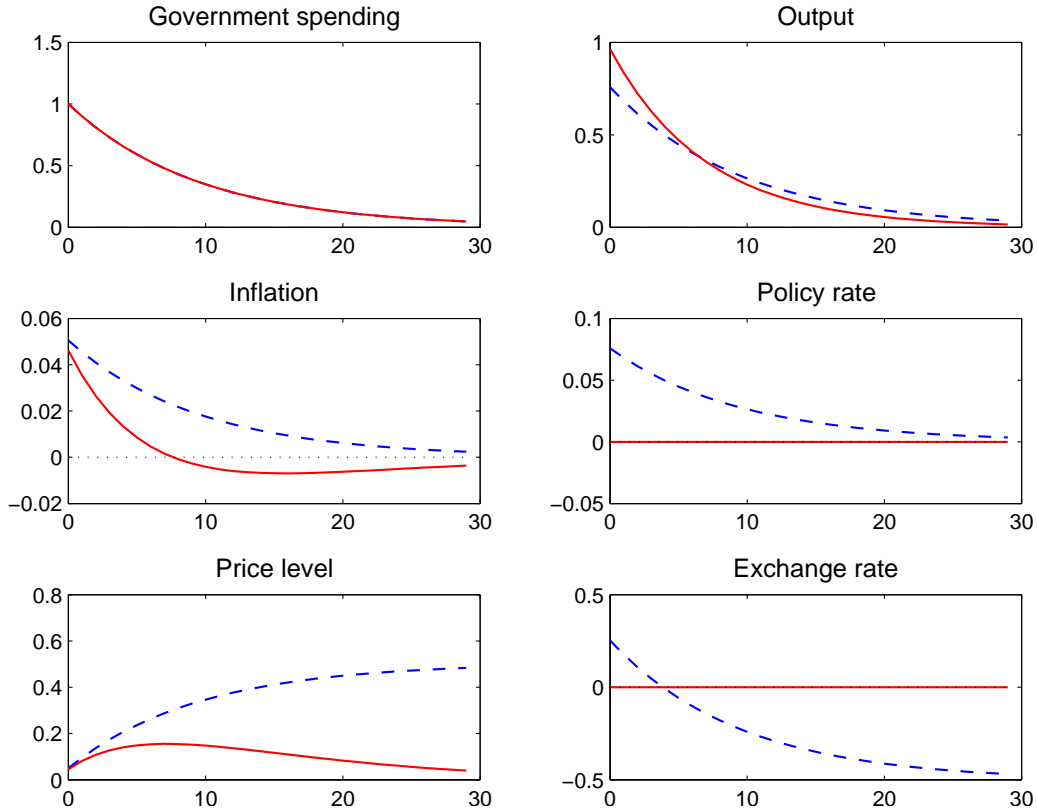 Government spending
1.5
1
0.5
0
0 10 20 30
Output
1
0.5
0
0 10 20 30
Inflation
0.06
0.04
0.02
0
−0.02
0 10 20 30
Policy rate
0.1
0.05
0
−0.05
0 10 20 30
Price level
0.8
0.6
0.4
0.2
0
0 10 20 30
Exchange rate
0.5
0
−0.5
0 10 20 30